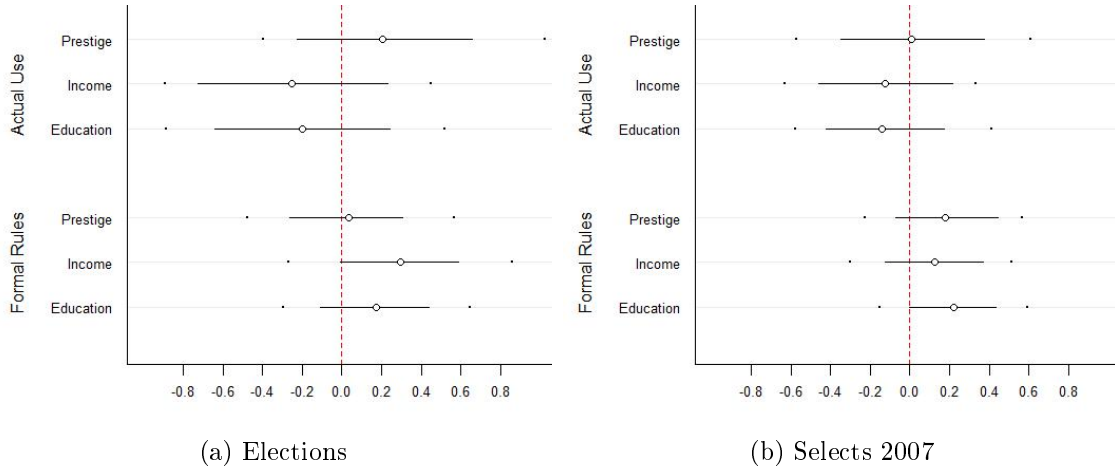 Actual Use
Prestige
Income
Education
Formal Rules
Prestige
Income
Education
-0.8 -0.6 -0.4 -0.2 0.0 0.2 0.4 0.6 0.8
(a) Elections
Actual Use
Prestige
Income
Education
Formal Rules
Prestige
Income
Education
-0.8 -0.6 -0.4 -0.2 0.0 0.2 0.4 0.6 0.8
(b) Selects 2007